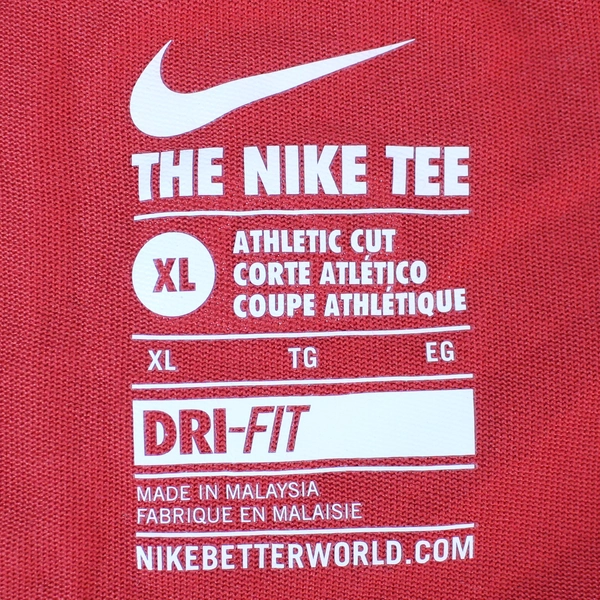 THE NIKE TEE
XL
ATHLETIC CUT
CORTE ATLÉTICO
COUPE ATHLÉTIQUE
XL TG EG
DRI-FIT
MADE IN MALAYSIA
FABRIQUE EN MALAISIE
NIKEBETTERWORLD.COM